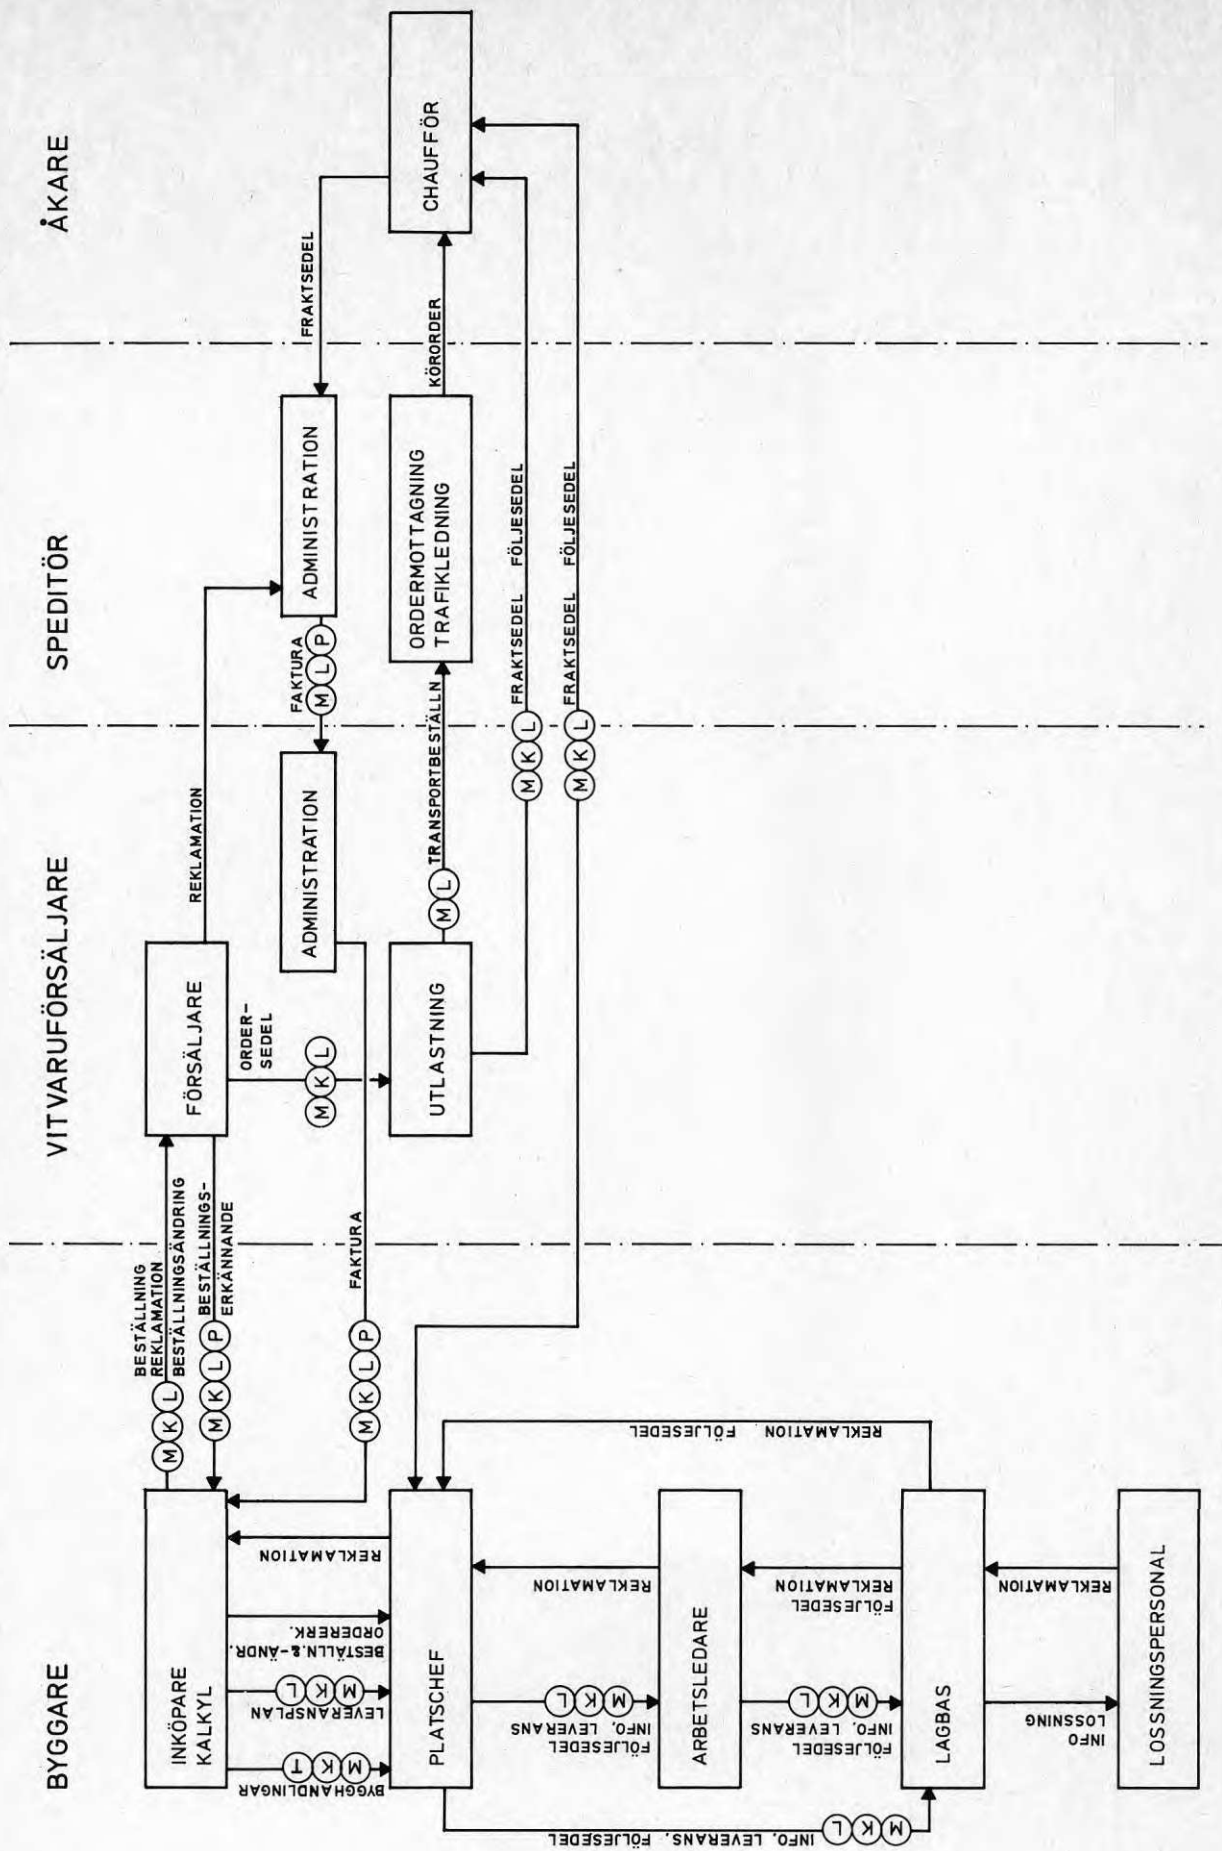 BYGGARE
VITVARUFÖRSÄLJARE
SPEDITÖR
ÅKARE
INKÖPARE
KALKYL
BESTÄLLNING
REKLAMATION
BESTÄLLNINGSÄNDRING
M K L
BESTÄLLNINGS-
ERKÄNNANDE
M K L P
FÖRSÄLJARE
REKLAMATION
ORDER-
SEDEL
M K L
ADMINISTRATION
FAKTURA
M L P
ADMINISTRATION
FRAKTSEDEL
FAKTURA
M K L P
UTLASTNING
M L
TRANSPORTBESTÄLLN
ORDERMOTTAGNING
TRAFIKLEDNING
KÖRORDER
CHAUFFÖR
M K L
FRAKTSEDEL FÖLJESEDEL
M K L
FRAKTSEDEL FÖLJESEDEL
BYGGHANDLINGAR
M K T
LEVERANSPLAN
M K L
BESTÄLLN.&-ÄNDR.
ORDERERK.
REKLAMATION
PLATSCHEF
FÖLJESEDEL
INFO, LEVERANS
M K L
REKLAMATION
REKLAMATION FÖLJESEDEL
ARBETSLEDARE
FÖLJESEDEL
INFO, LEVERANS
M K L
FÖLJESEDEL
REKLAMATION
INFO, LEVERANS, FÖLJESEDEL
M K L
LAGBAS
INFO
LOSSNING
REKLAMATION
LOSSNINGSPERSONAL